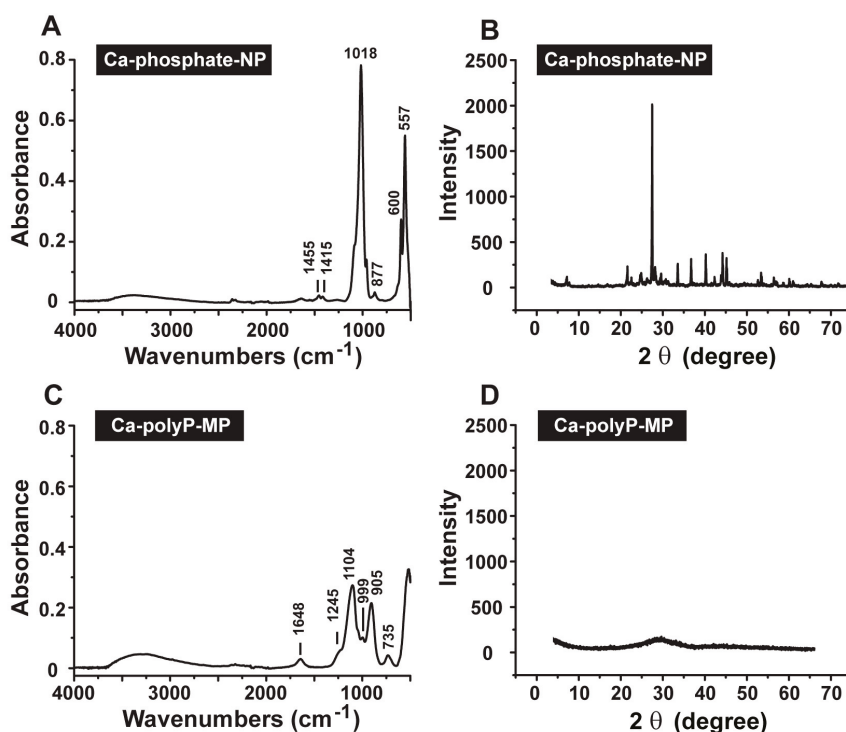 A
Ca-phosphate-NP
0.8
0.6
0.4
0.2
0
Absorbance
1018
557
600
1455
1415
877
4000
3000
2000
1000
Wavenumbers (cm-1)
B
Ca-phosphate-NP
2500
2000
1500
1000
500
0
Intensity
0 10 20 30 40 50 60 70
2 θ (degree)
C
Ca-polyP-MP
0.8
0.6
0.4
0.2
0
Absorbance
1648
1245
1104
999
905
735
4000
3000
2000
1000
Wavenumbers (cm-1)
D
Ca-polyP-MP
2500
2000
1500
1000
500
0
Intensity
0 10 20 30 40 50 60 70
2 θ (degree)